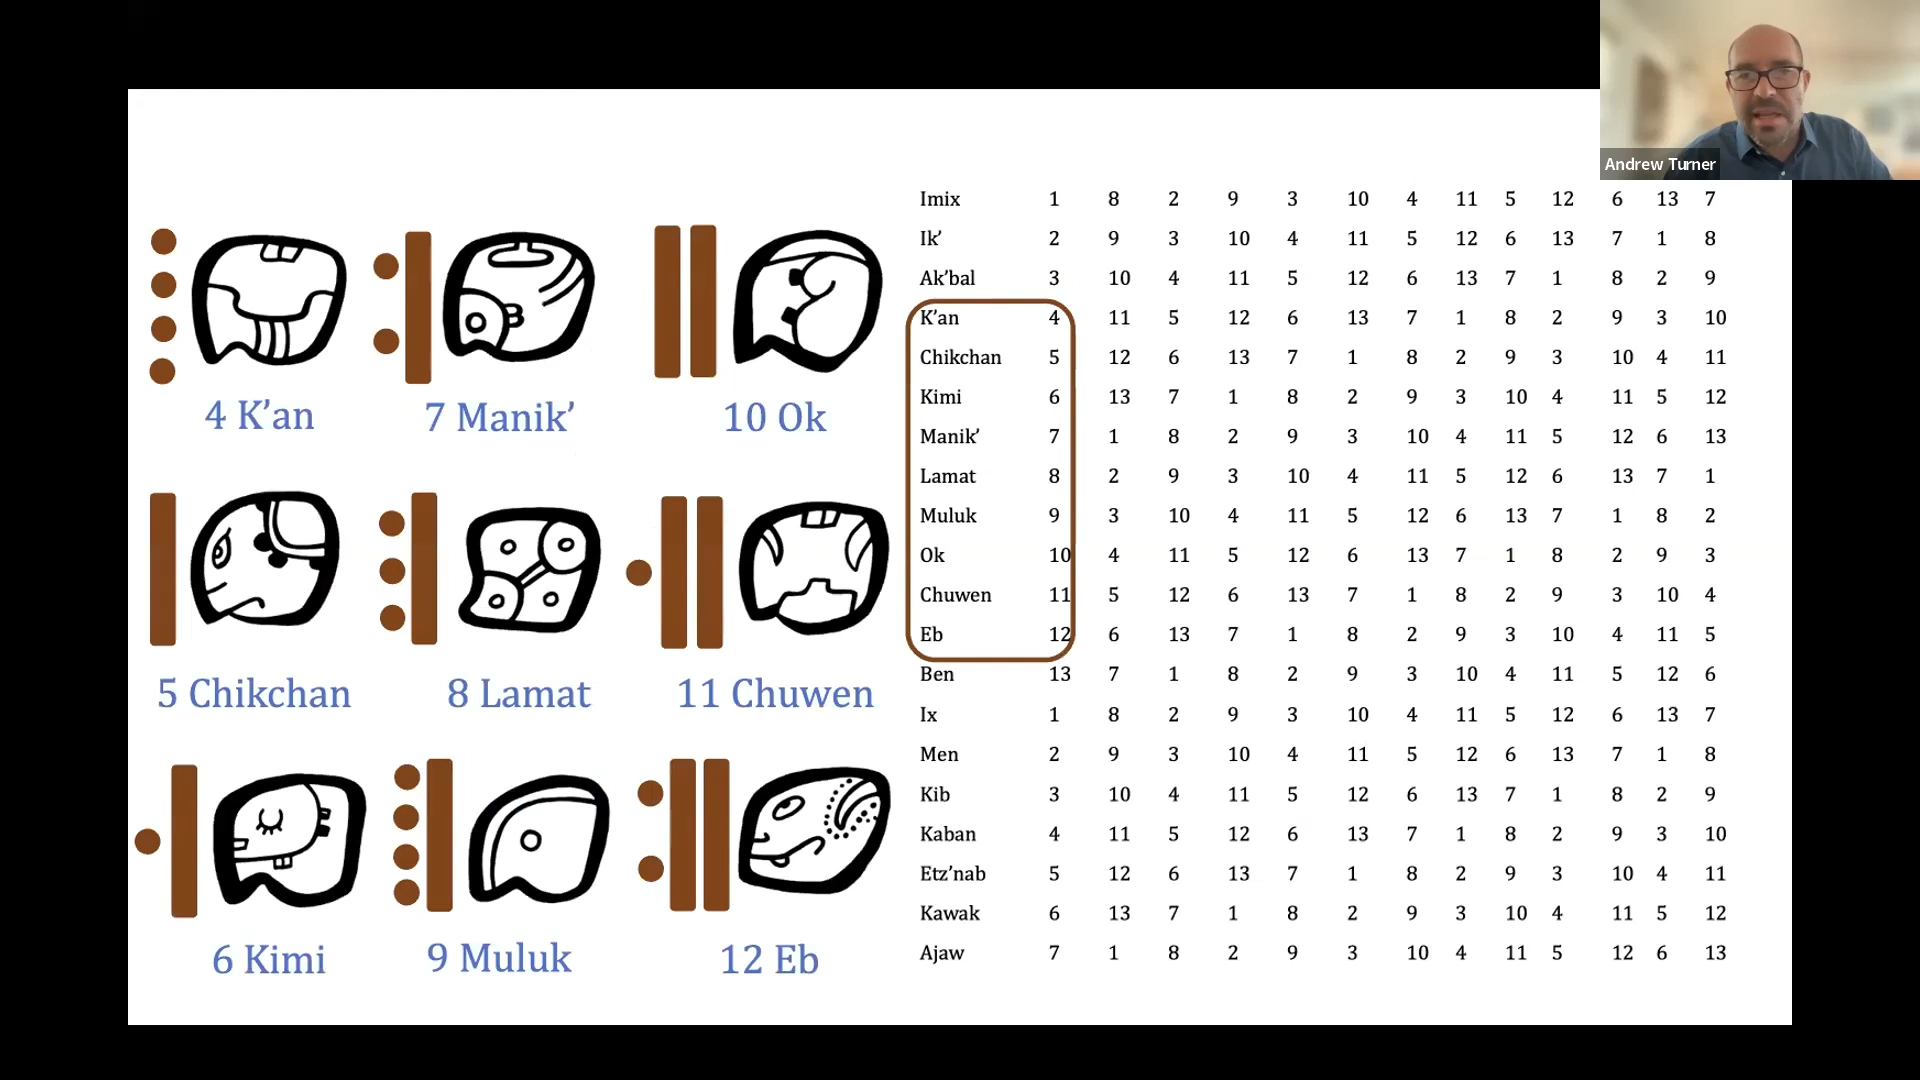 Andrew Turner
4 K’an
7 Manik’
10 Ok
5 Chikchan
8 Lamat
11 Chuwen
6 Kimi
9 Muluk
12 Eb
Imix 1 8 2 9 3 10 4 11 5 12 6 13 7
Ik’ 2 9 3 10 4 11 5 12 6 13 7 1 8
Ak’bal 3 10 4 11 5 12 6 13 7 1 8 2 9
K’an 4 11 5 12 6 13 7 1 8 2 9 3 10
Chikchan 5 12 6 13 7 1 8 2 9 3 10 4 11
Kimi 6 13 7 1 8 2 9 3 10 4 11 5 12
Manik’ 7 1 8 2 9 3 10 4 11 5 12 6 13
Lamat 8 2 9 3 10 4 11 5 12 6 13 7 1
Muluk 9 3 10 4 11 5 12 6 13 7 1 8 2
Ok 10 4 11 5 12 6 13 7 1 8 2 9 3
Chuwen 11 5 12 6 13 7 1 8 2 9 3 10 4
Eb 12 6 13 7 1 8 2 9 3 10 4 11 5
Ben 13 7 1 8 2 9 3 10 4 11 5 12 6
Ix 1 8 2 9 3 10 4 11 5 12 6 13 7
Men 2 9 3 10 4 11 5 12 6 13 7 1 8
Kib 3 10 4 11 5 12 6 13 7 1 8 2 9
Kaban 4 11 5 12 6 13 7 1 8 2 9 3 10
Etz’nab 5 12 6 13 7 1 8 2 9 3 10 4 11
Kawak 6 13 7 1 8 2 9 3 10 4 11 5 12
Ajaw 7 1 8 2 9 3 10 4 11 5 12 6 13